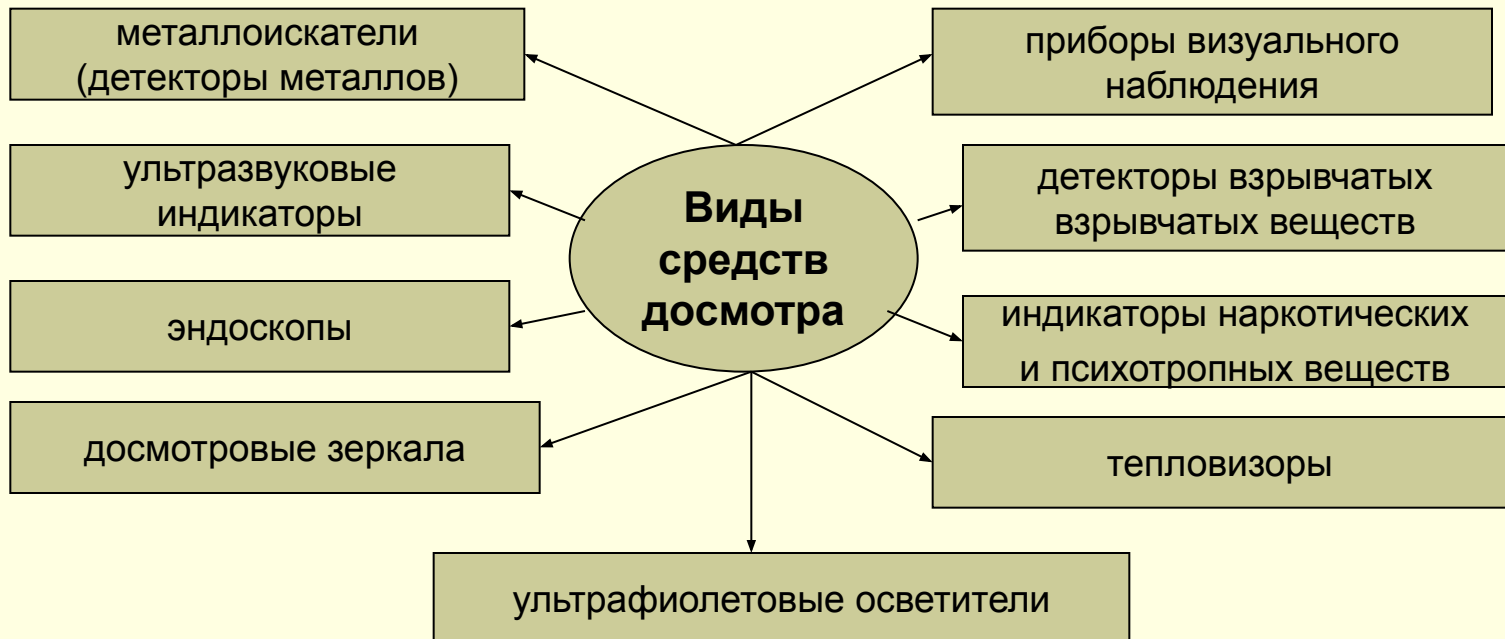 металлоискатели
(детекторы металлов)
ультразвуковые
индикаторы
эндоскопы
досмотровые зеркала
Виды
средств
досмотра
приборы визуального
наблюдения
детекторы взрывчатых
взрывчатых веществ
индикаторы наркотических
и психотропных веществ
тепловизоры
ультрафиолетовые осветители